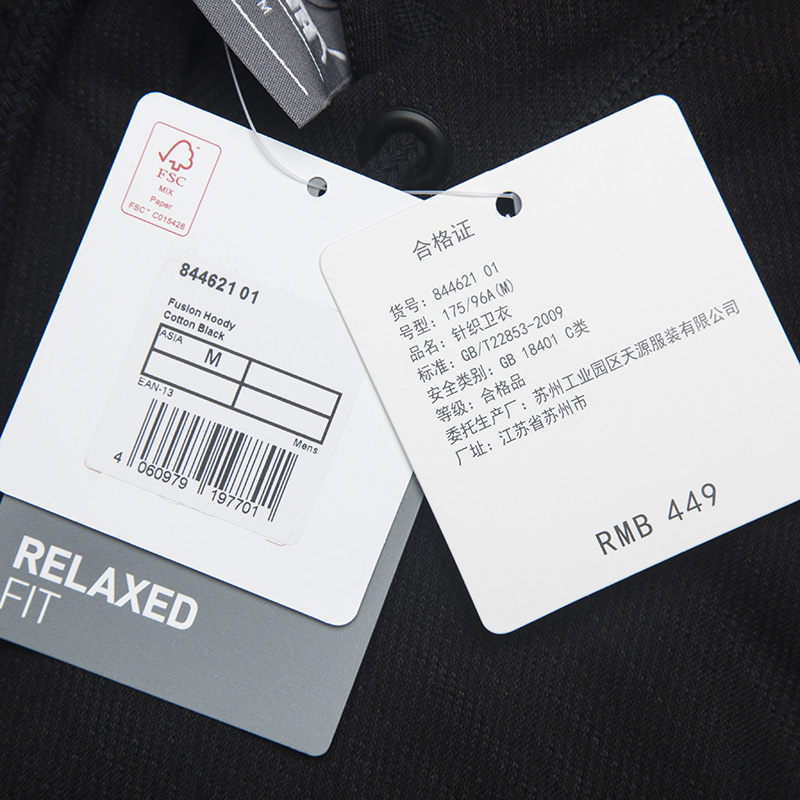 M
FSC
MIX
Paper
FSC™ C015426
844621 01
Fusion Hoody
Cotton Black
ASIA
M
EAN-13
Mens
4 060979 197701
RELAXED
FIT
合格证
货号: 844621 01
号型: 175/96A(M)
品名: 针织卫衣
标准: GB/T22853-2009
安全类别: GB 18401 C类
等级: 合格品
委托生产厂: 苏州工业园区天源服装有限公司
厂址: 江苏省苏州市
RMB 449